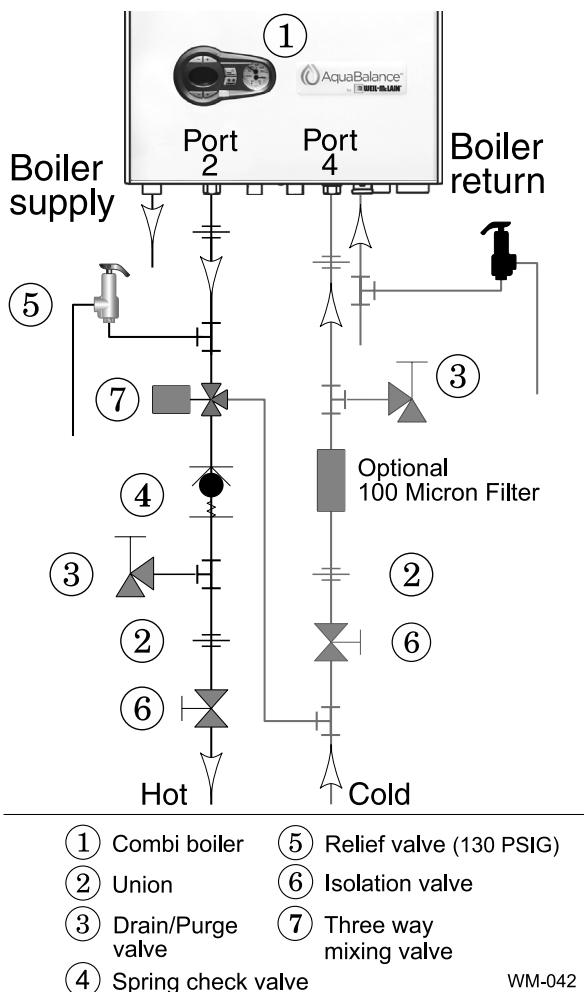 1
AquaBalance™
by WEIL-McLAIN
Port
2
Port
4
Boiler
supply
Boiler
return
5
7
3
4
Optional
100 Micron Filter
3
2
2
6
6
Hot
Cold
1 Combi boiler
2 Union
3 Drain/Purge
valve
4 Spring check valve
5 Relief valve (130 PSIG)
6 Isolation valve
7 Three way
mixing valve
WM-042